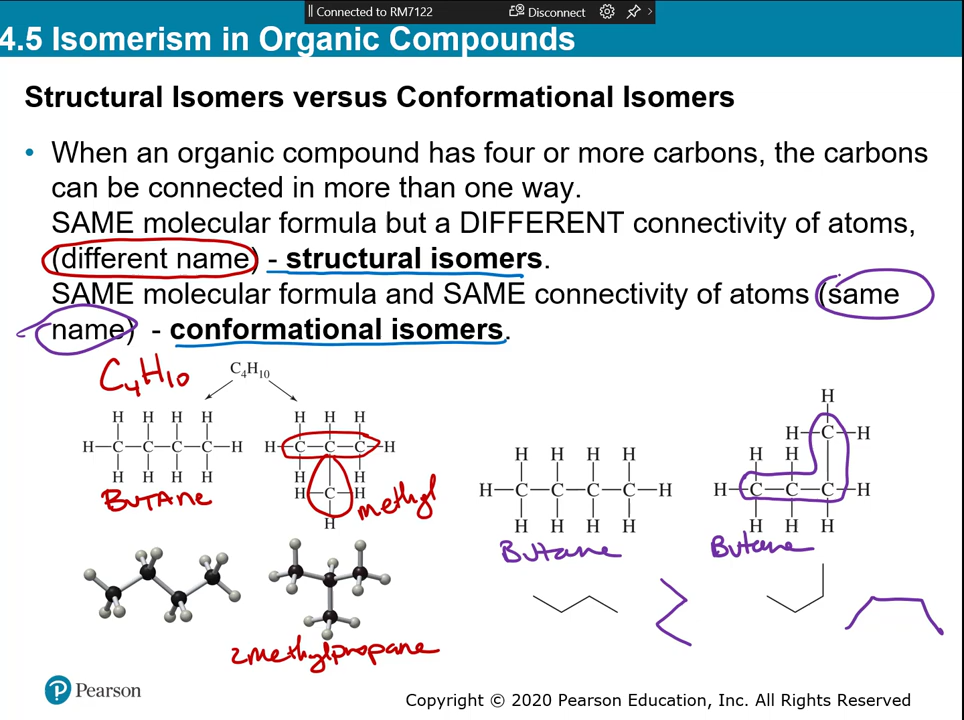 Connected to RM7122 Disconnect
4.5 Isomerism in Organic Compounds
Structural Isomers versus Conformational Isomers
• When an organic compound has four or more carbons, the carbons
can be connected in more than one way.
SAME molecular formula but a DIFFERENT connectivity of atoms,
(different name) - structural isomers.
SAME molecular formula and SAME connectivity of atoms (same
name) - conformational isomers.
C4H10
C₄H₁₀
H H H H
H—C—C—C—C—H
H H H H
BUTANE
H H H
H—C—C—C—H
H H
H—C—H
H
methyl
2methylpropane
H H H H
H—C—C—C—C—H
H H H H
Butane
H
H—C—H
H H
H—C—C—C—H
H H H
Butane
Pearson
Copyright © 2020 Pearson Education, Inc. All Rights Reserved